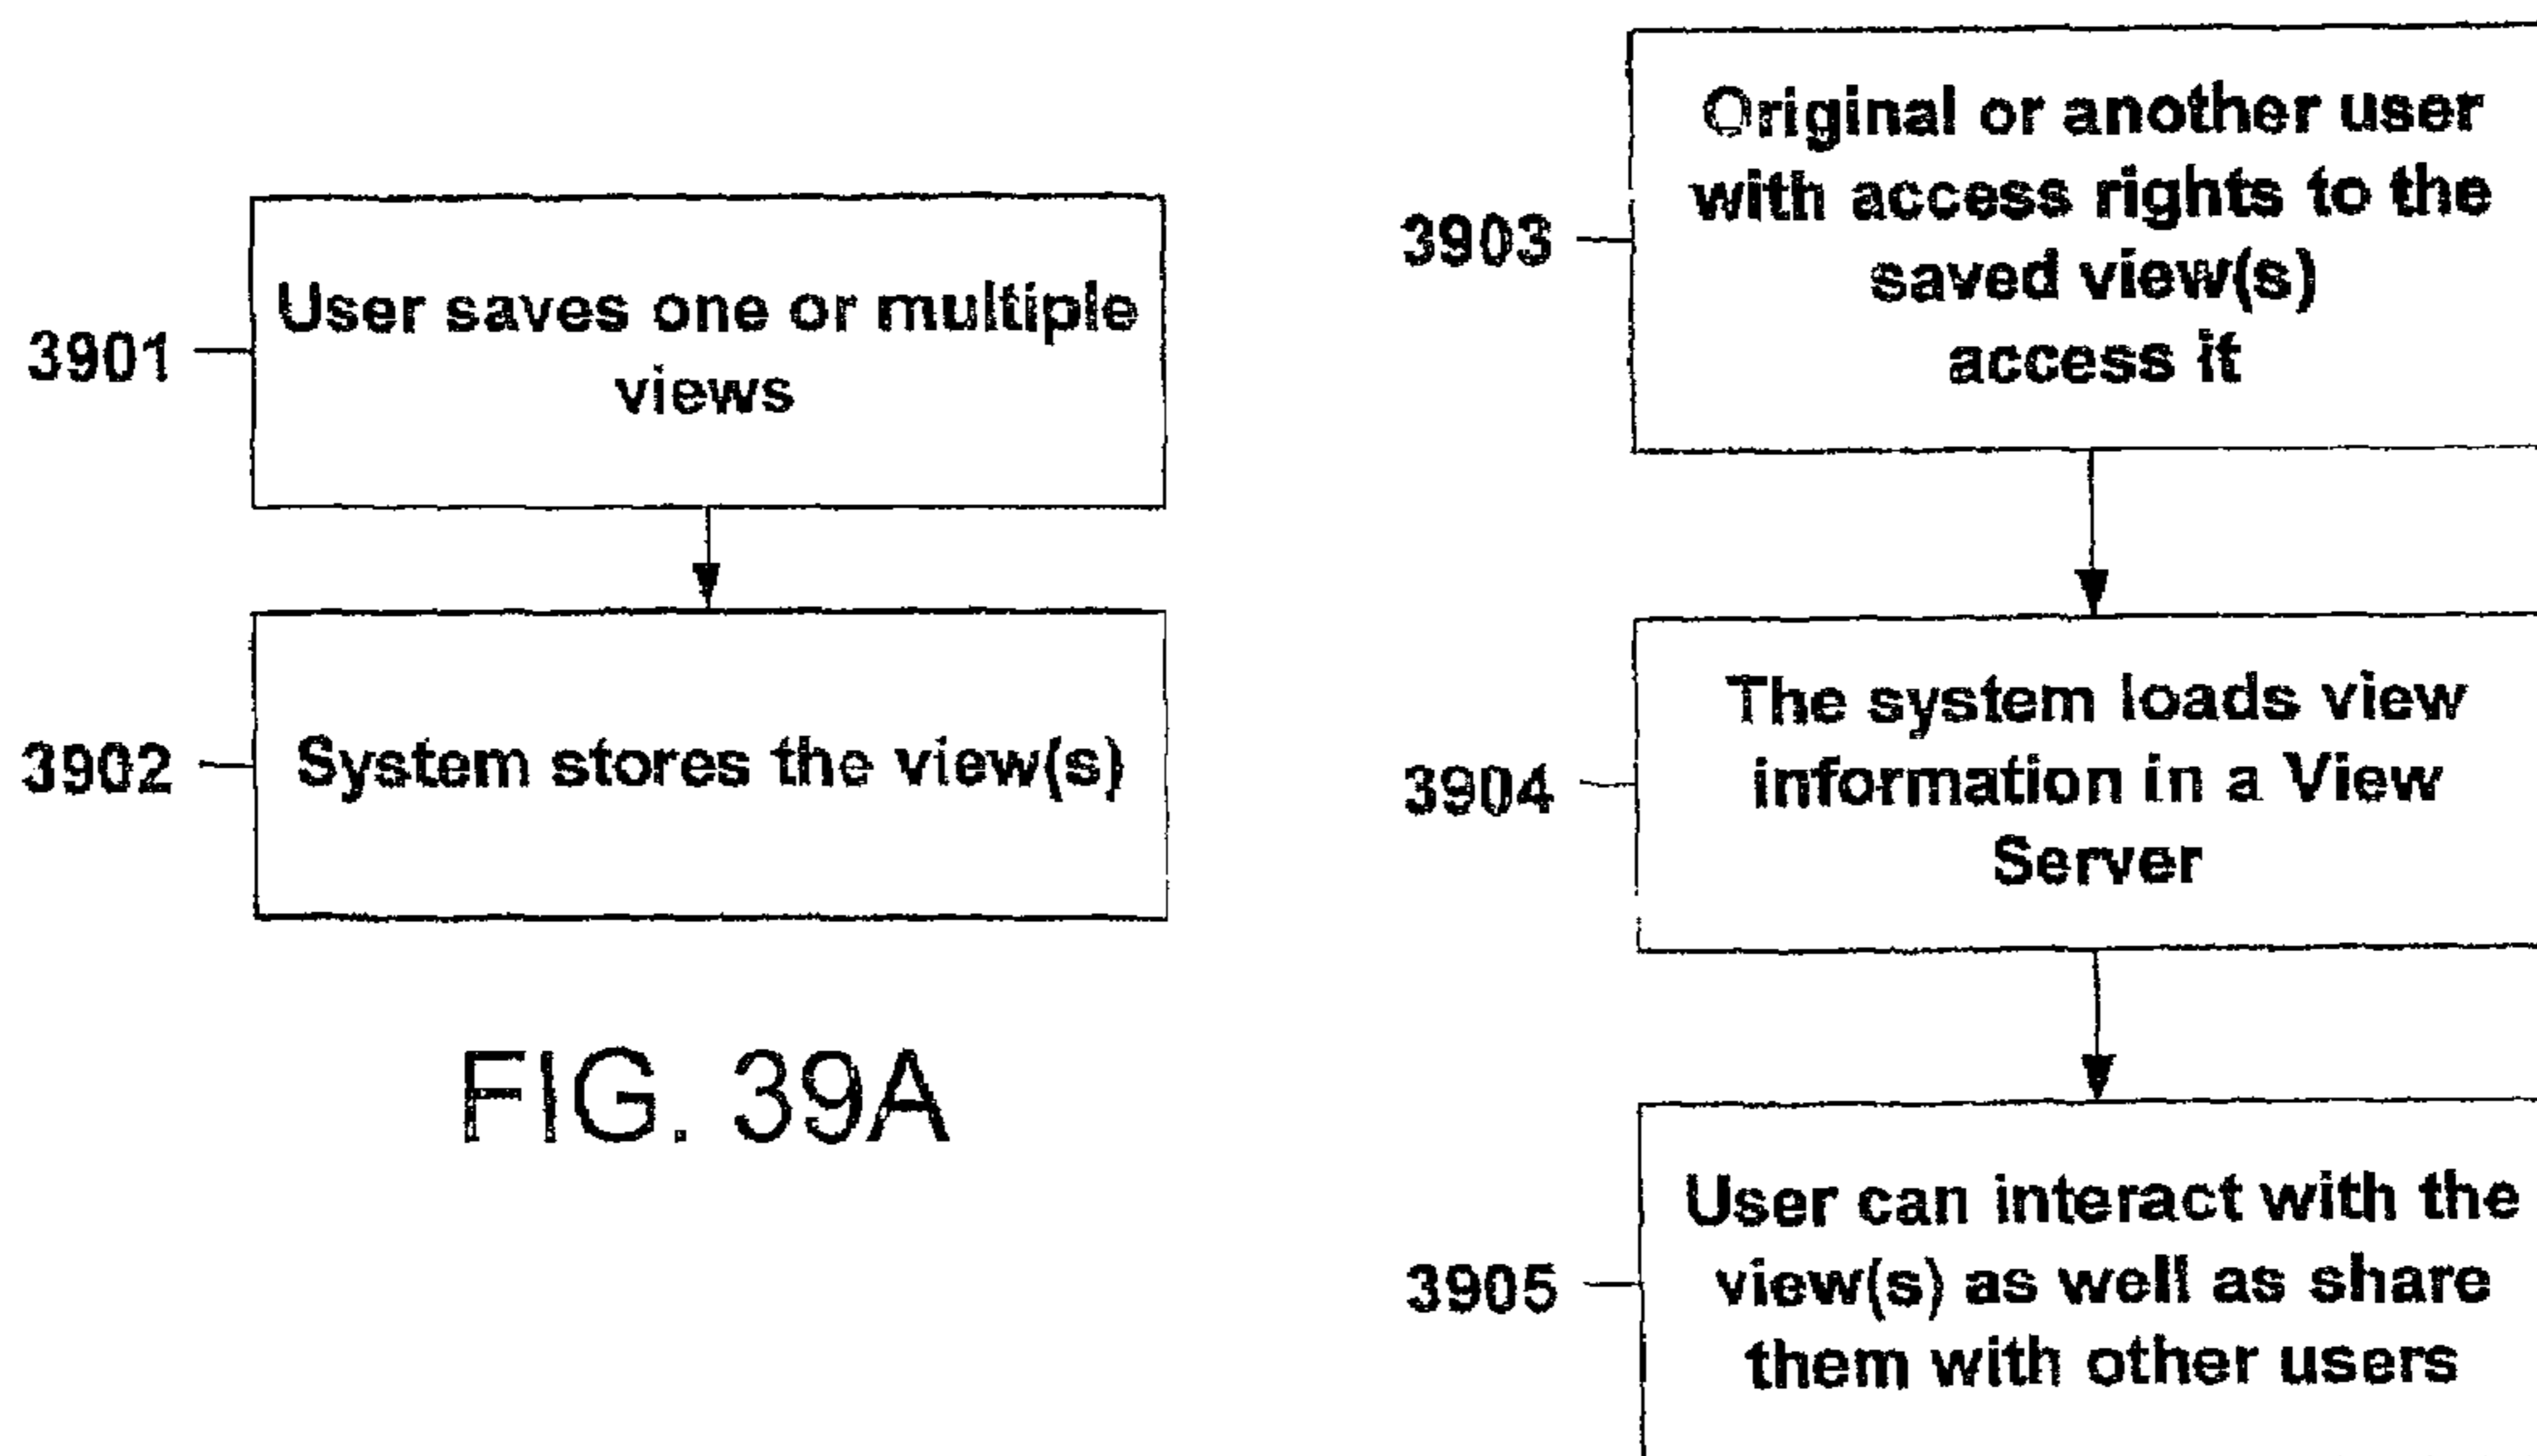 3901
User saves one or multiple
views
3902
System stores the view(s)
FIG. 39A
3903
Original or another user
with access rights to the
saved view(s)
access it
3904
The system loads view
information in a View
Server
3905
User can interact with the
view(s) as well as share
them with other users